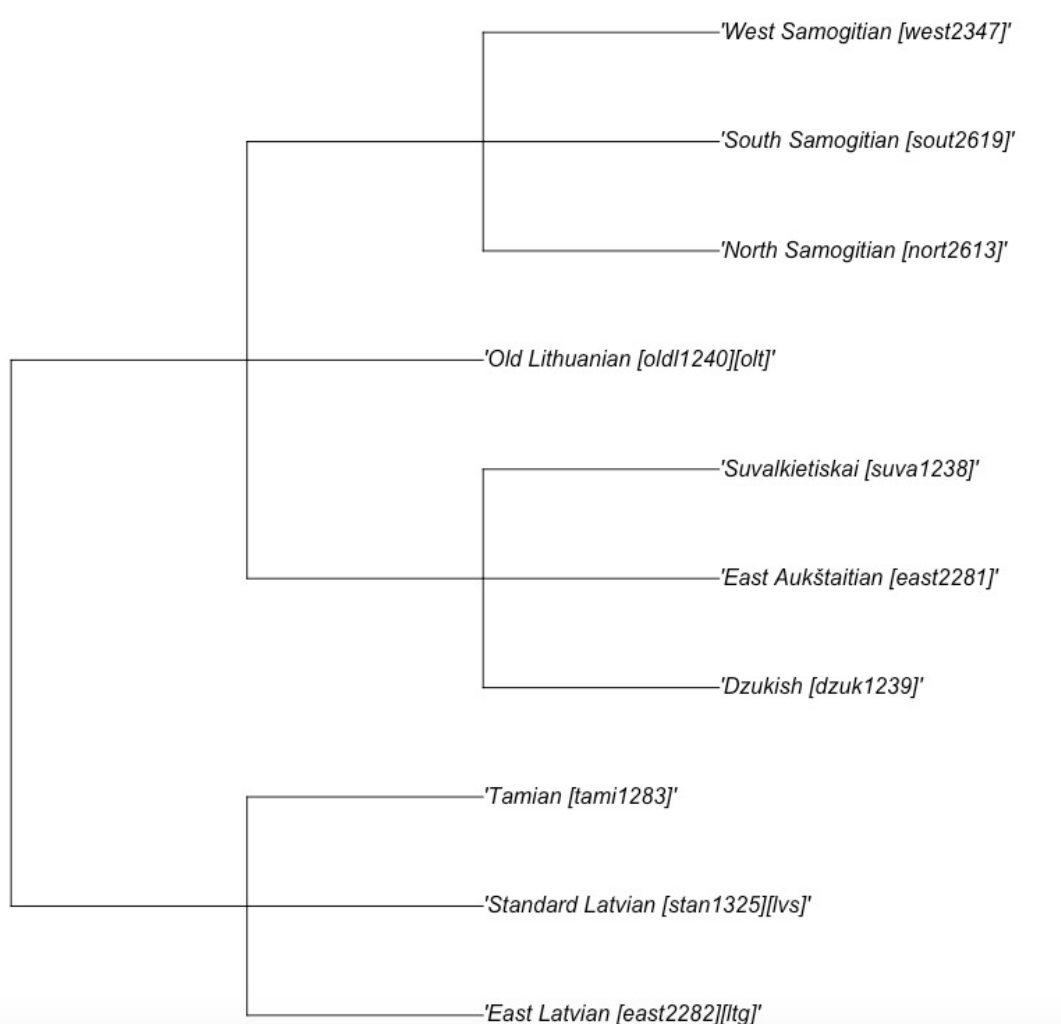 'West Samogitian [west2347]'
'South Samogitian [sout2619]'
'North Samogitian [nort2613]'
'Old Lithuanian [oldl1240][olt]'
'Suvalkietiskai [suva1238]'
'East Aukštaitian [east2281]'
'Dzukish [dzuk1239]'
'Tamian [tami1283]'
'Standard Latvian [stan1325][lvs]'
'East Latvian [east2282][ltg]'